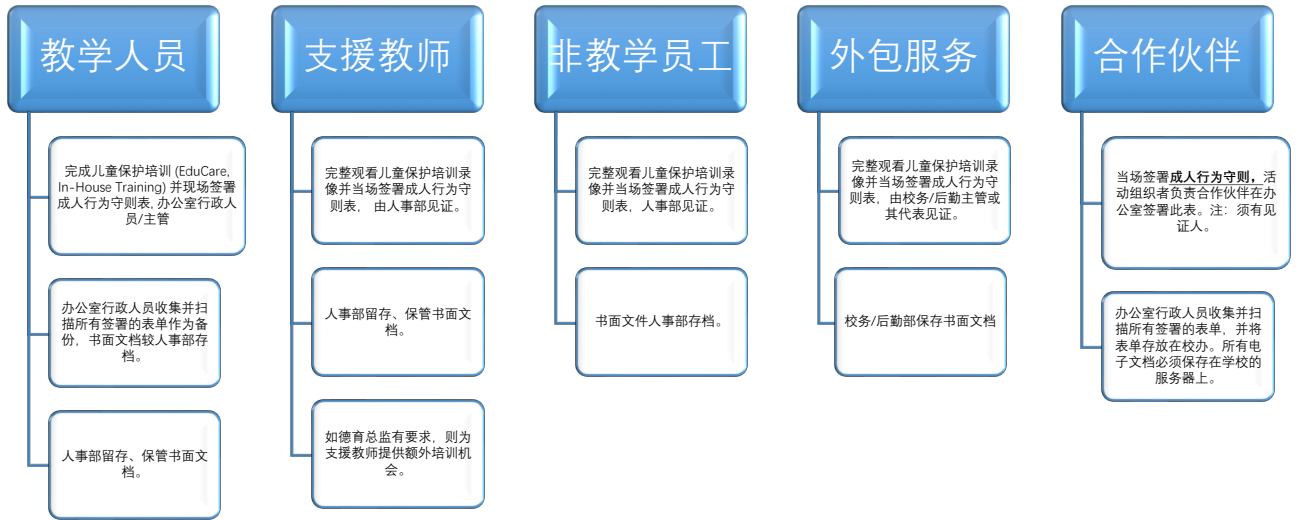 教学人员
完成儿童保护培训 (EduCare,
In-House Training) 并现场签署
成人行为守则表, 办公室行政人
员/主管
办公室行政人员收集并扫
描所有签署的表单作为备
份，书面文档较人事部存
档。
人事部留存、保管书面文
档。
支援教师
完整观看儿童保护培训录
像并当场签署成人行为守
则表， 由人事部见证。
人事部留存、保管书面文
档。
如德育总监有要求，则为
支援教师提供额外培训机
会。
非教学员工
完整观看儿童保护培训录
像并当场签署成人行为守
则表，人事部见证。
书面文件人事部存档。
外包服务
完整观看儿童保护培训录
像并当场签署成人行为守
则表，由校务/后勤主管或
其代表见证。
校务/后勤部保存书面文档
合作伙伴
当场签署成人行为守则，活
动组织者负责合作伙伴在办
公室签署此表。注：须有见
证人。
办公室行政人员收集并扫
描所有签署的表单，并将
表单存放在校办。所有电
子文档必须保存在学校的
服务器上。